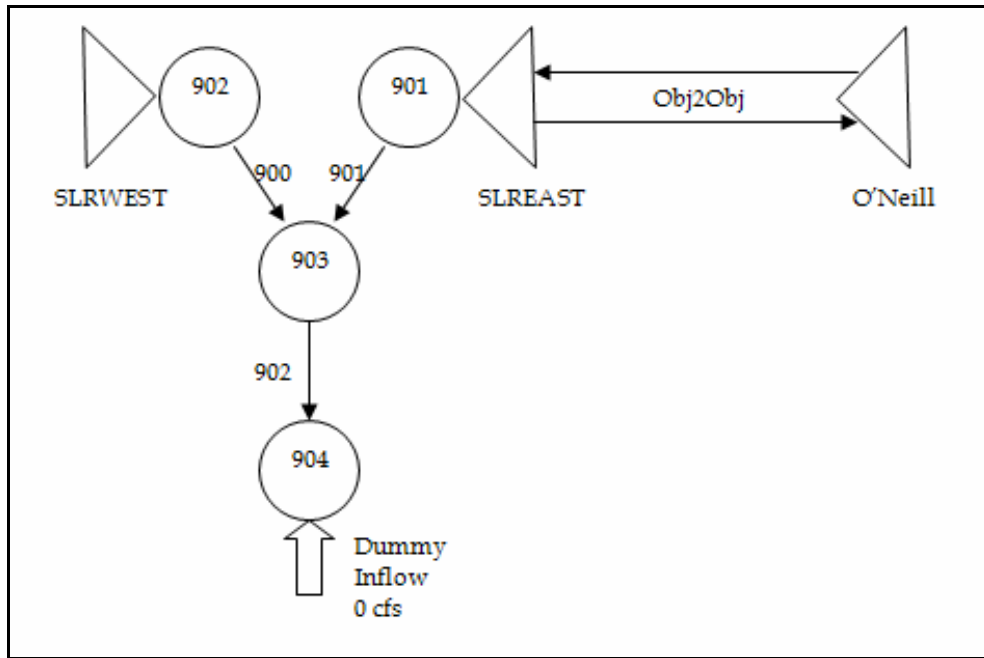 902
901
Obj2Obj
900
901
SLRWEST
SLREAST
O'Neill
903
902
904
Dummy
Inflow
0 cfs